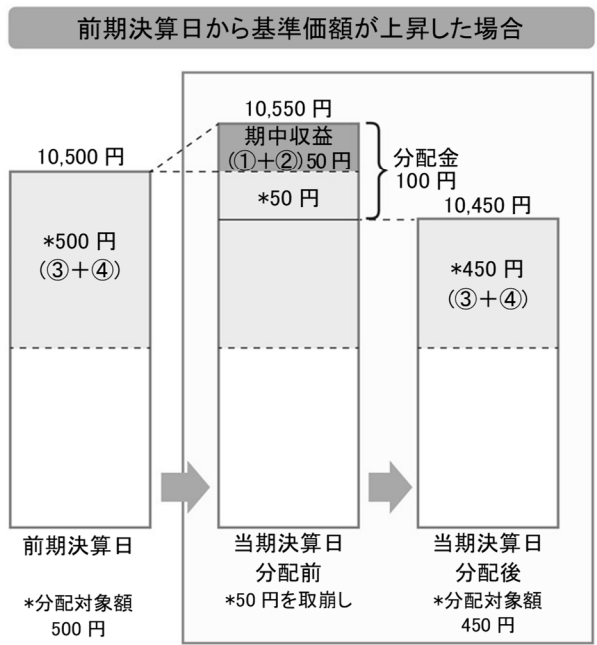 前期決算日から基準価額が上昇した場合
10,550 円
期中収益
(①+②)50 円
分配金
100 円
10,500 円
*50 円
10,450 円
*500 円
(③+④)
*450 円
(③+④)
前期決算日
当期決算日
分配前
当期決算日
分配後
*分配対象額
500 円
*50 円を取崩し
*分配対象額
450 円